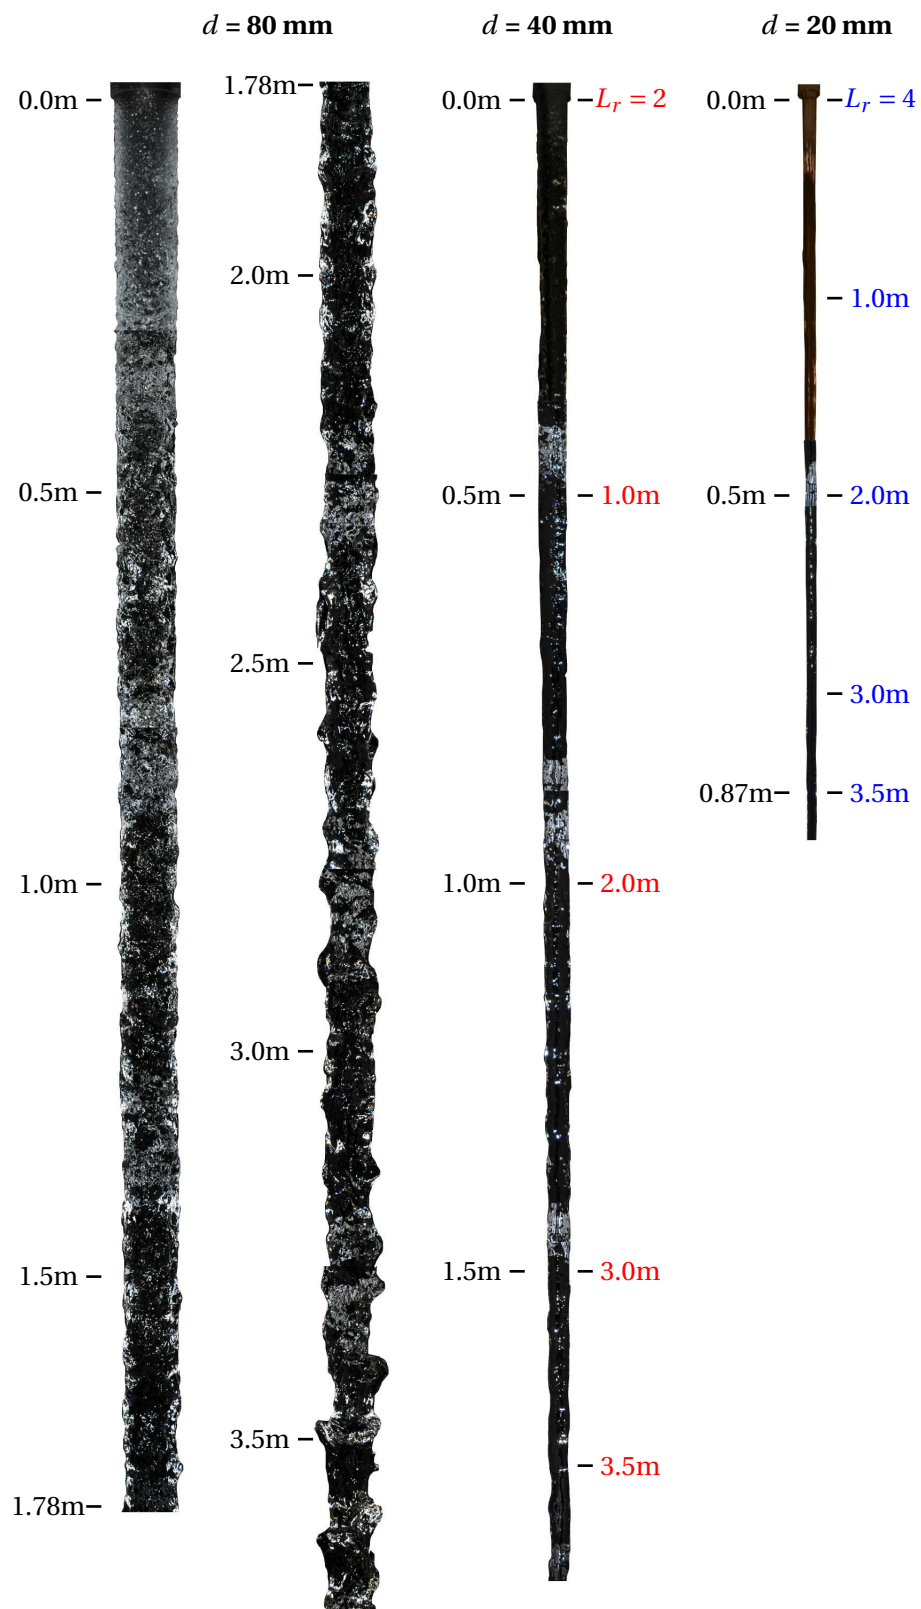 d = 80 mm
d = 40 mm
d = 20 mm
0.0m
0.5m
1.0m
1.5m
1.78m
1.78m
2.0m
2.5m
3.0m
3.5m
0.0m
L_r = 2
0.5m
1.0m
1.0m
2.0m
1.5m
3.0m
3.5m
0.0m
L_r = 4
1.0m
0.5m
2.0m
3.0m
0.87m
3.5m